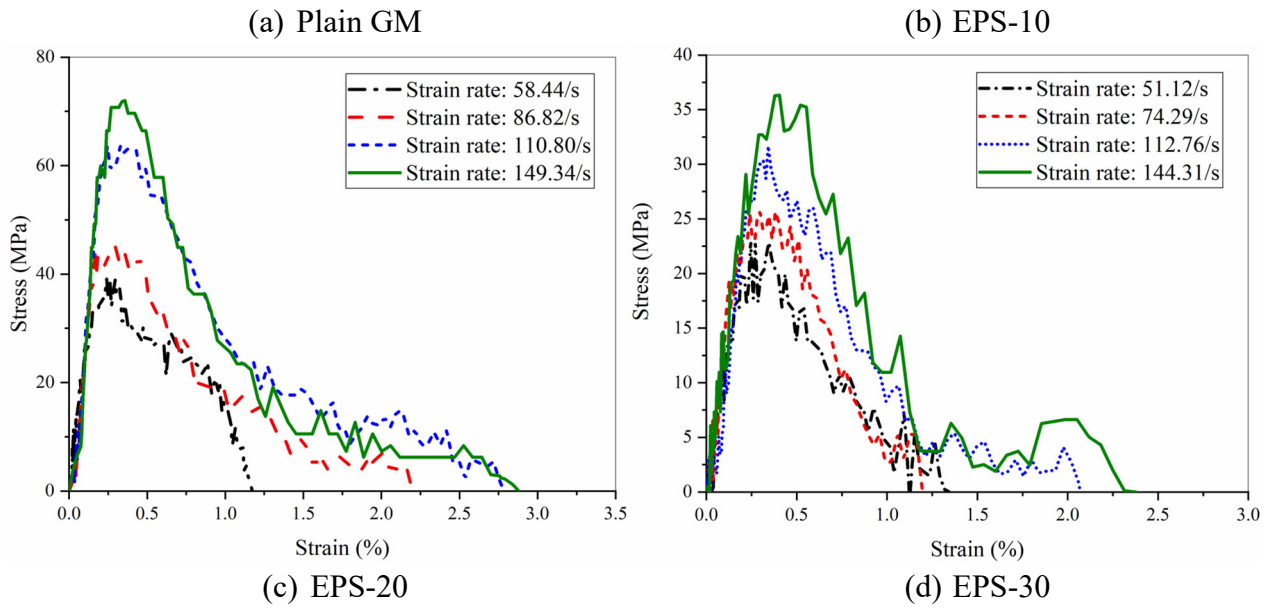 (a) Plain GM
(b) EPS-10
80
60
40
20
0
0.0 0.5 1.0 1.5 2.0 2.5 3.0 3.5
Stress (MPa)
Strain (%)
Strain rate: 58.44/s
Strain rate: 86.82/s
Strain rate: 110.80/s
Strain rate: 149.34/s
40
35
30
25
20
15
10
5
0
0.0 0.5 1.0 1.5 2.0 2.5 3.0
Stress (MPa)
Strain (%)
Strain rate: 51.12/s
Strain rate: 74.29/s
Strain rate: 112.76/s
Strain rate: 144.31/s
(c) EPS-20
(d) EPS-30